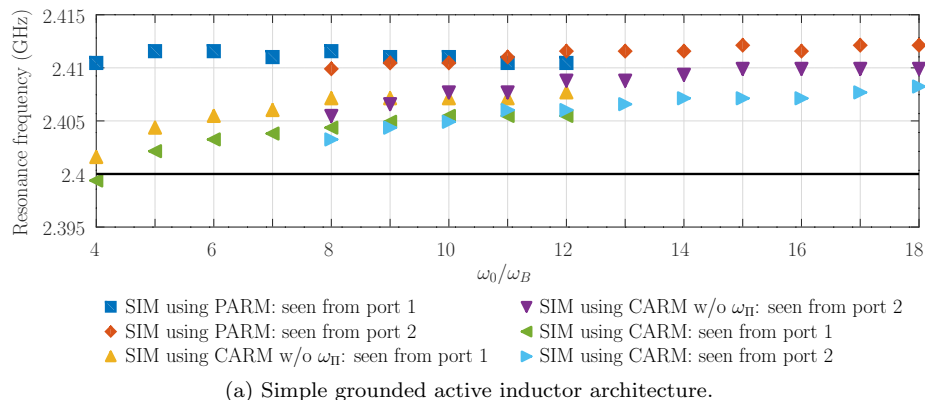 2.415
2.41
2.405
2.4
2.395
Resonance frequency (GHz)
4 6 8 10 12 14 16 18
ω₀/ω_B
SIM using PARM: seen from port 1
SIM using PARM: seen from port 2
SIM using CARM w/o ω_Π: seen from port 1
SIM using CARM w/o ω_Π: seen from port 2
SIM using CARM: seen from port 1
SIM using CARM: seen from port 2
(a) Simple grounded active inductor architecture.